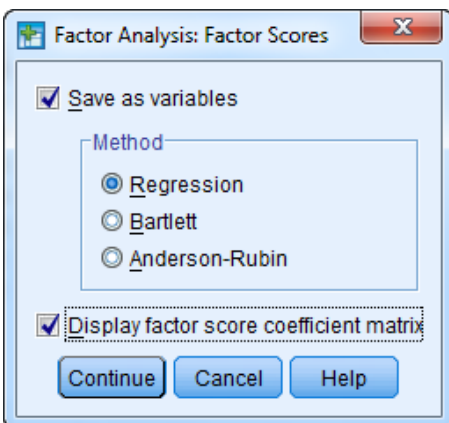 Factor Analysis: Factor Scores
Save as variables
Method
Regression
Bartlett
Anderson-Rubin
Display factor score coefficient matrix
Continue Cancel Help